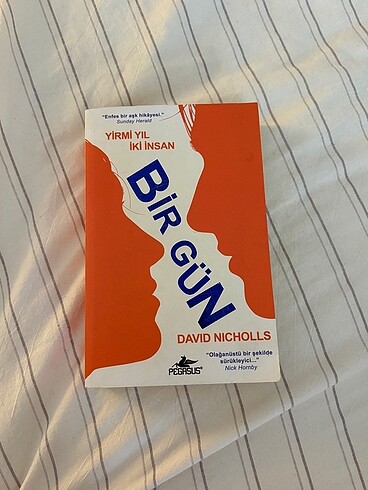 "Enfes bir aşk hikâyesi."
Sunday Herald
YİRMİ YIL
İKİ İNSAN
BİR GÜN
DAVID NICHOLLS
"Olağanüstü bir şekilde
sürükleyici..."
Nick Hornby
PEGASUS